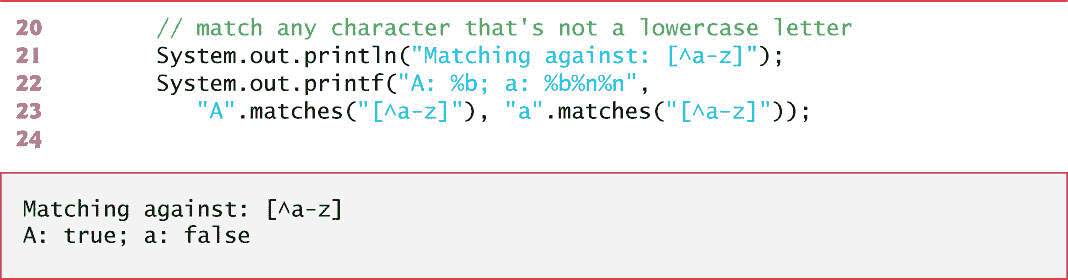 20 // match any character that's not a lowercase letter
21 System.out.println("Matching against: [^a-z]");
22 System.out.printf("A: %b; a: %b%n%n",
23 "A".matches("[^a-z]"), "a".matches("[^a-z]"));
24
Matching against: [^a-z]
A: true; a: false